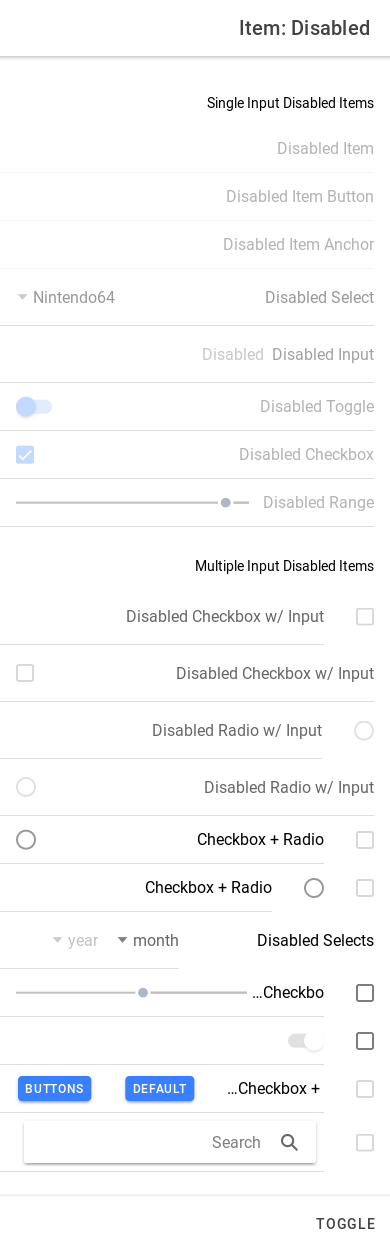 Item: Disabled
Single Input Disabled Items
Disabled Item
Disabled Item Button
Disabled Item Anchor
Disabled Select Nintendo64
Disabled Input Disabled
Disabled Toggle
Disabled Checkbox
Disabled Range
Multiple Input Disabled Items
Disabled Checkbox w/ Input
Disabled Checkbox w/ Input
Disabled Radio w/ Input
Disabled Radio w/ Input
Checkbox + Radio
Checkbox + Radio
Disabled Selects month year
...Checkbo
...Checkbox + DEFAULT BUTTONS
Search
TOGGLE